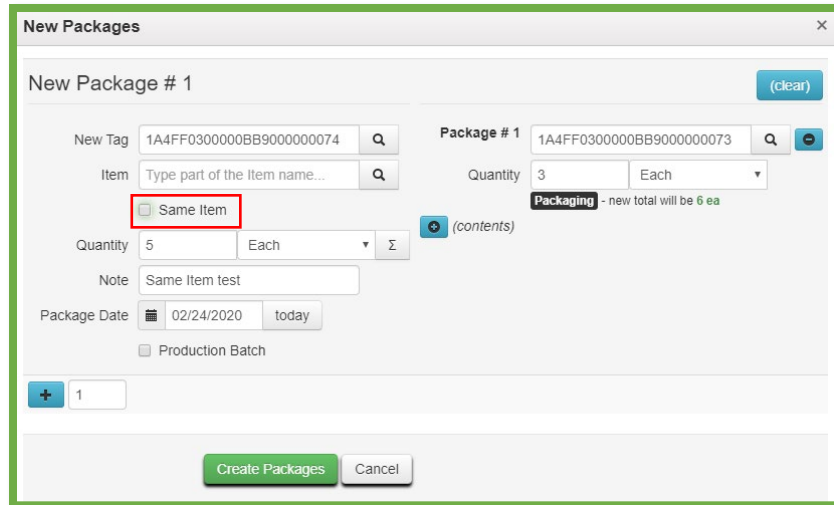 New Packages ×
New Package # 1 (clear)
New Tag 1A4FF0300000BB9000000074 Package # 1 1A4FF0300000BB9000000073
Item Type part of the Item name... Quantity 3 Each
Same Item Packaging - new total will be 6 ea
(contents)
Quantity 5 Each Σ
Note Same Item test
Package Date 02/24/2020 today
Production Batch
1
Create Packages Cancel